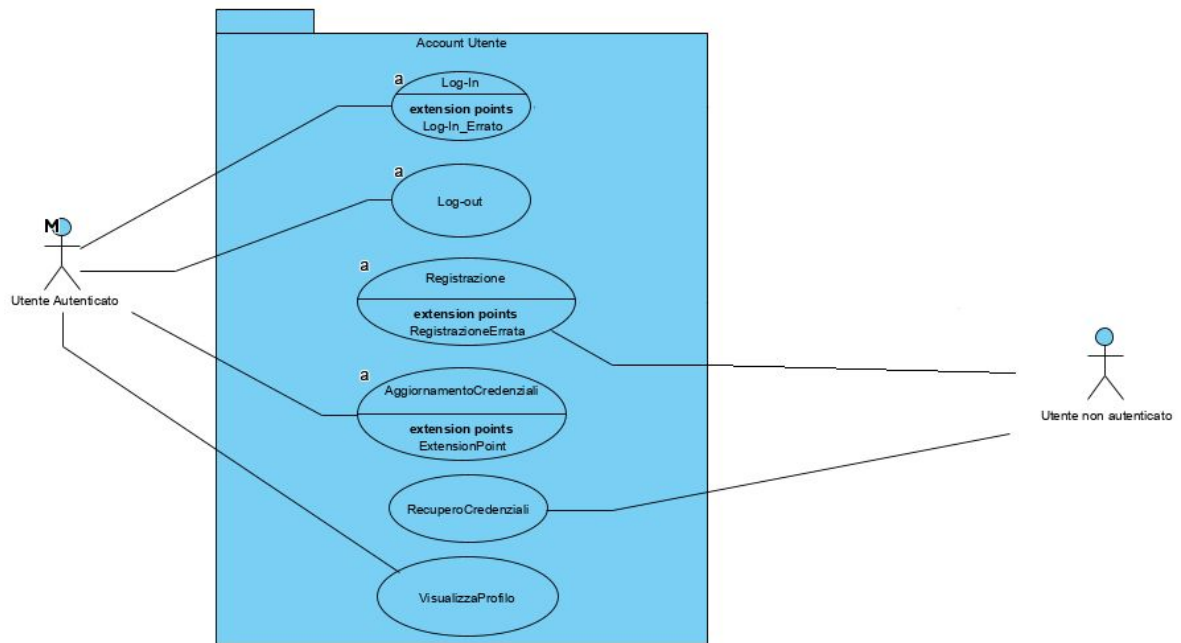 Account Utente
a
Log-In
extension points
Log-In_Errato
a
Log-out
M
Utente Autenticato
a
Registrazione
extension points
RegistrazioneErrata
Utente non autenticato
a
AggiornamentoCredenziali
extension points
ExtensionPoint
RecuperoCredenziali
VisualizzaProfilo